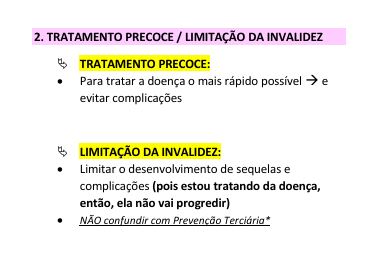 2. TRATAMENTO PRECOCE / LIMITAÇÃO DA INVALIDEZ
TRATAMENTO PRECOCE:
• Para tratar a doença o mais rápido possível → e
evitar complicações
LIMITAÇÃO DA INVALIDEZ:
• Limitar o desenvolvimento de sequelas e
complicações (pois estou tratando da doença,
então, ela não vai progredir)
• NÃO confundir com Prevenção Terciária*